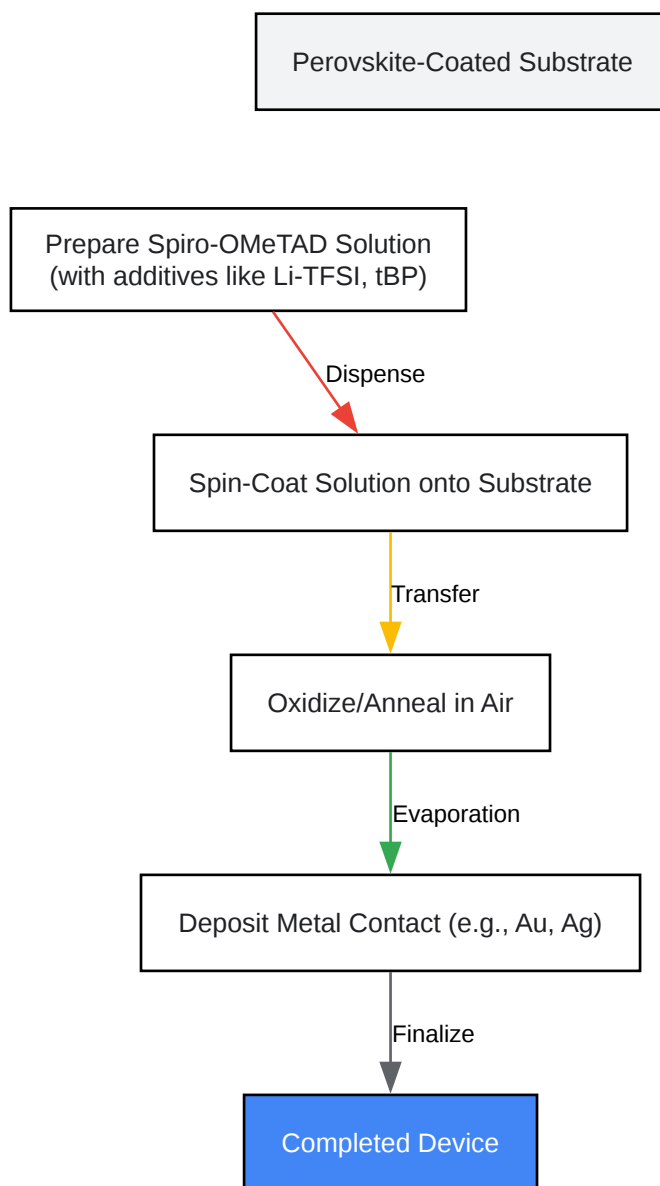 Perovskite-Coated Substrate
Prepare Spiro-OMeTAD Solution
(with additives like Li-TFSI, tBP)
Dispense
Spin-Coat Solution onto Substrate
Transfer
Oxidize/Anneal in Air
Evaporation
Deposit Metal Contact (e.g., Au, Ag)
Finalize
Completed Device